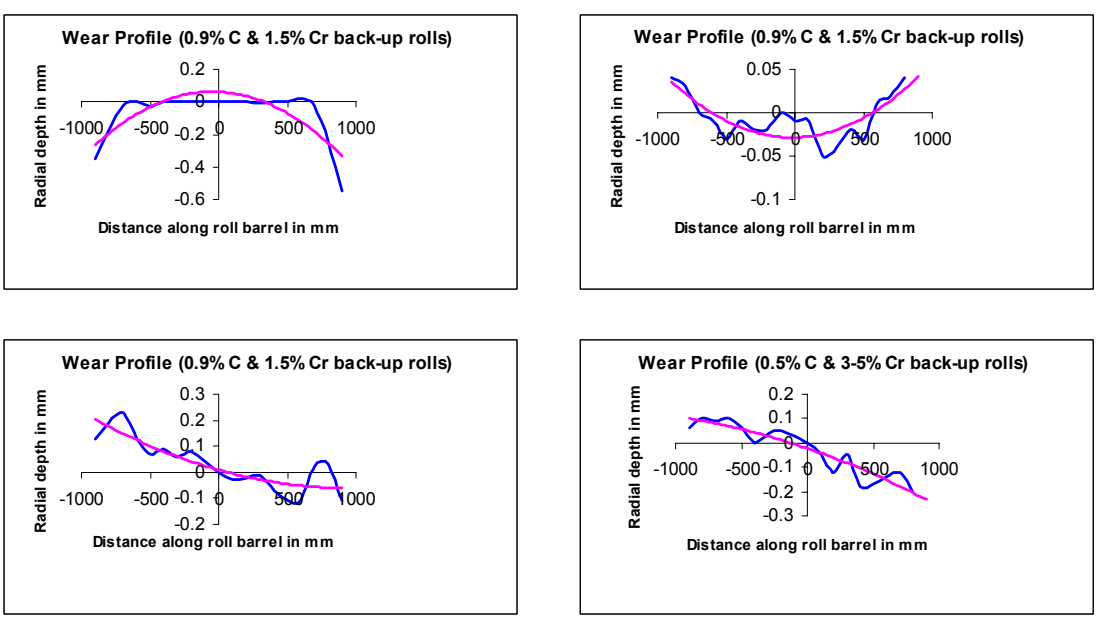 Wear Profile (0.9% C & 1.5% Cr back-up rolls)
0.2
0
-0.2
-0.4
-0.6
-1000 -500 0 500 1000
Radial depth in mm
Distance along roll barrel in mm
Wear Profile (0.9% C & 1.5% Cr back-up rolls)
0.05
0
-0.05
-0.1
-1000 -500 0 500 1000
Radial depth in mm
Distance along roll barrel in mm
Wear Profile (0.9% C & 1.5% Cr back-up rolls)
0.3
0.2
0.1
0
-0.1
-0.2
-1000 -500 0 500 1000
Radial depth in mm
Distance along roll barrel in mm
Wear Profile (0.5% C & 3-5% Cr back-up rolls)
0.2
0.1
0
-0.1
-0.2
-0.3
-1000 -500 0 500 1000
Radial depth in mm
Distance along roll barrel in mm